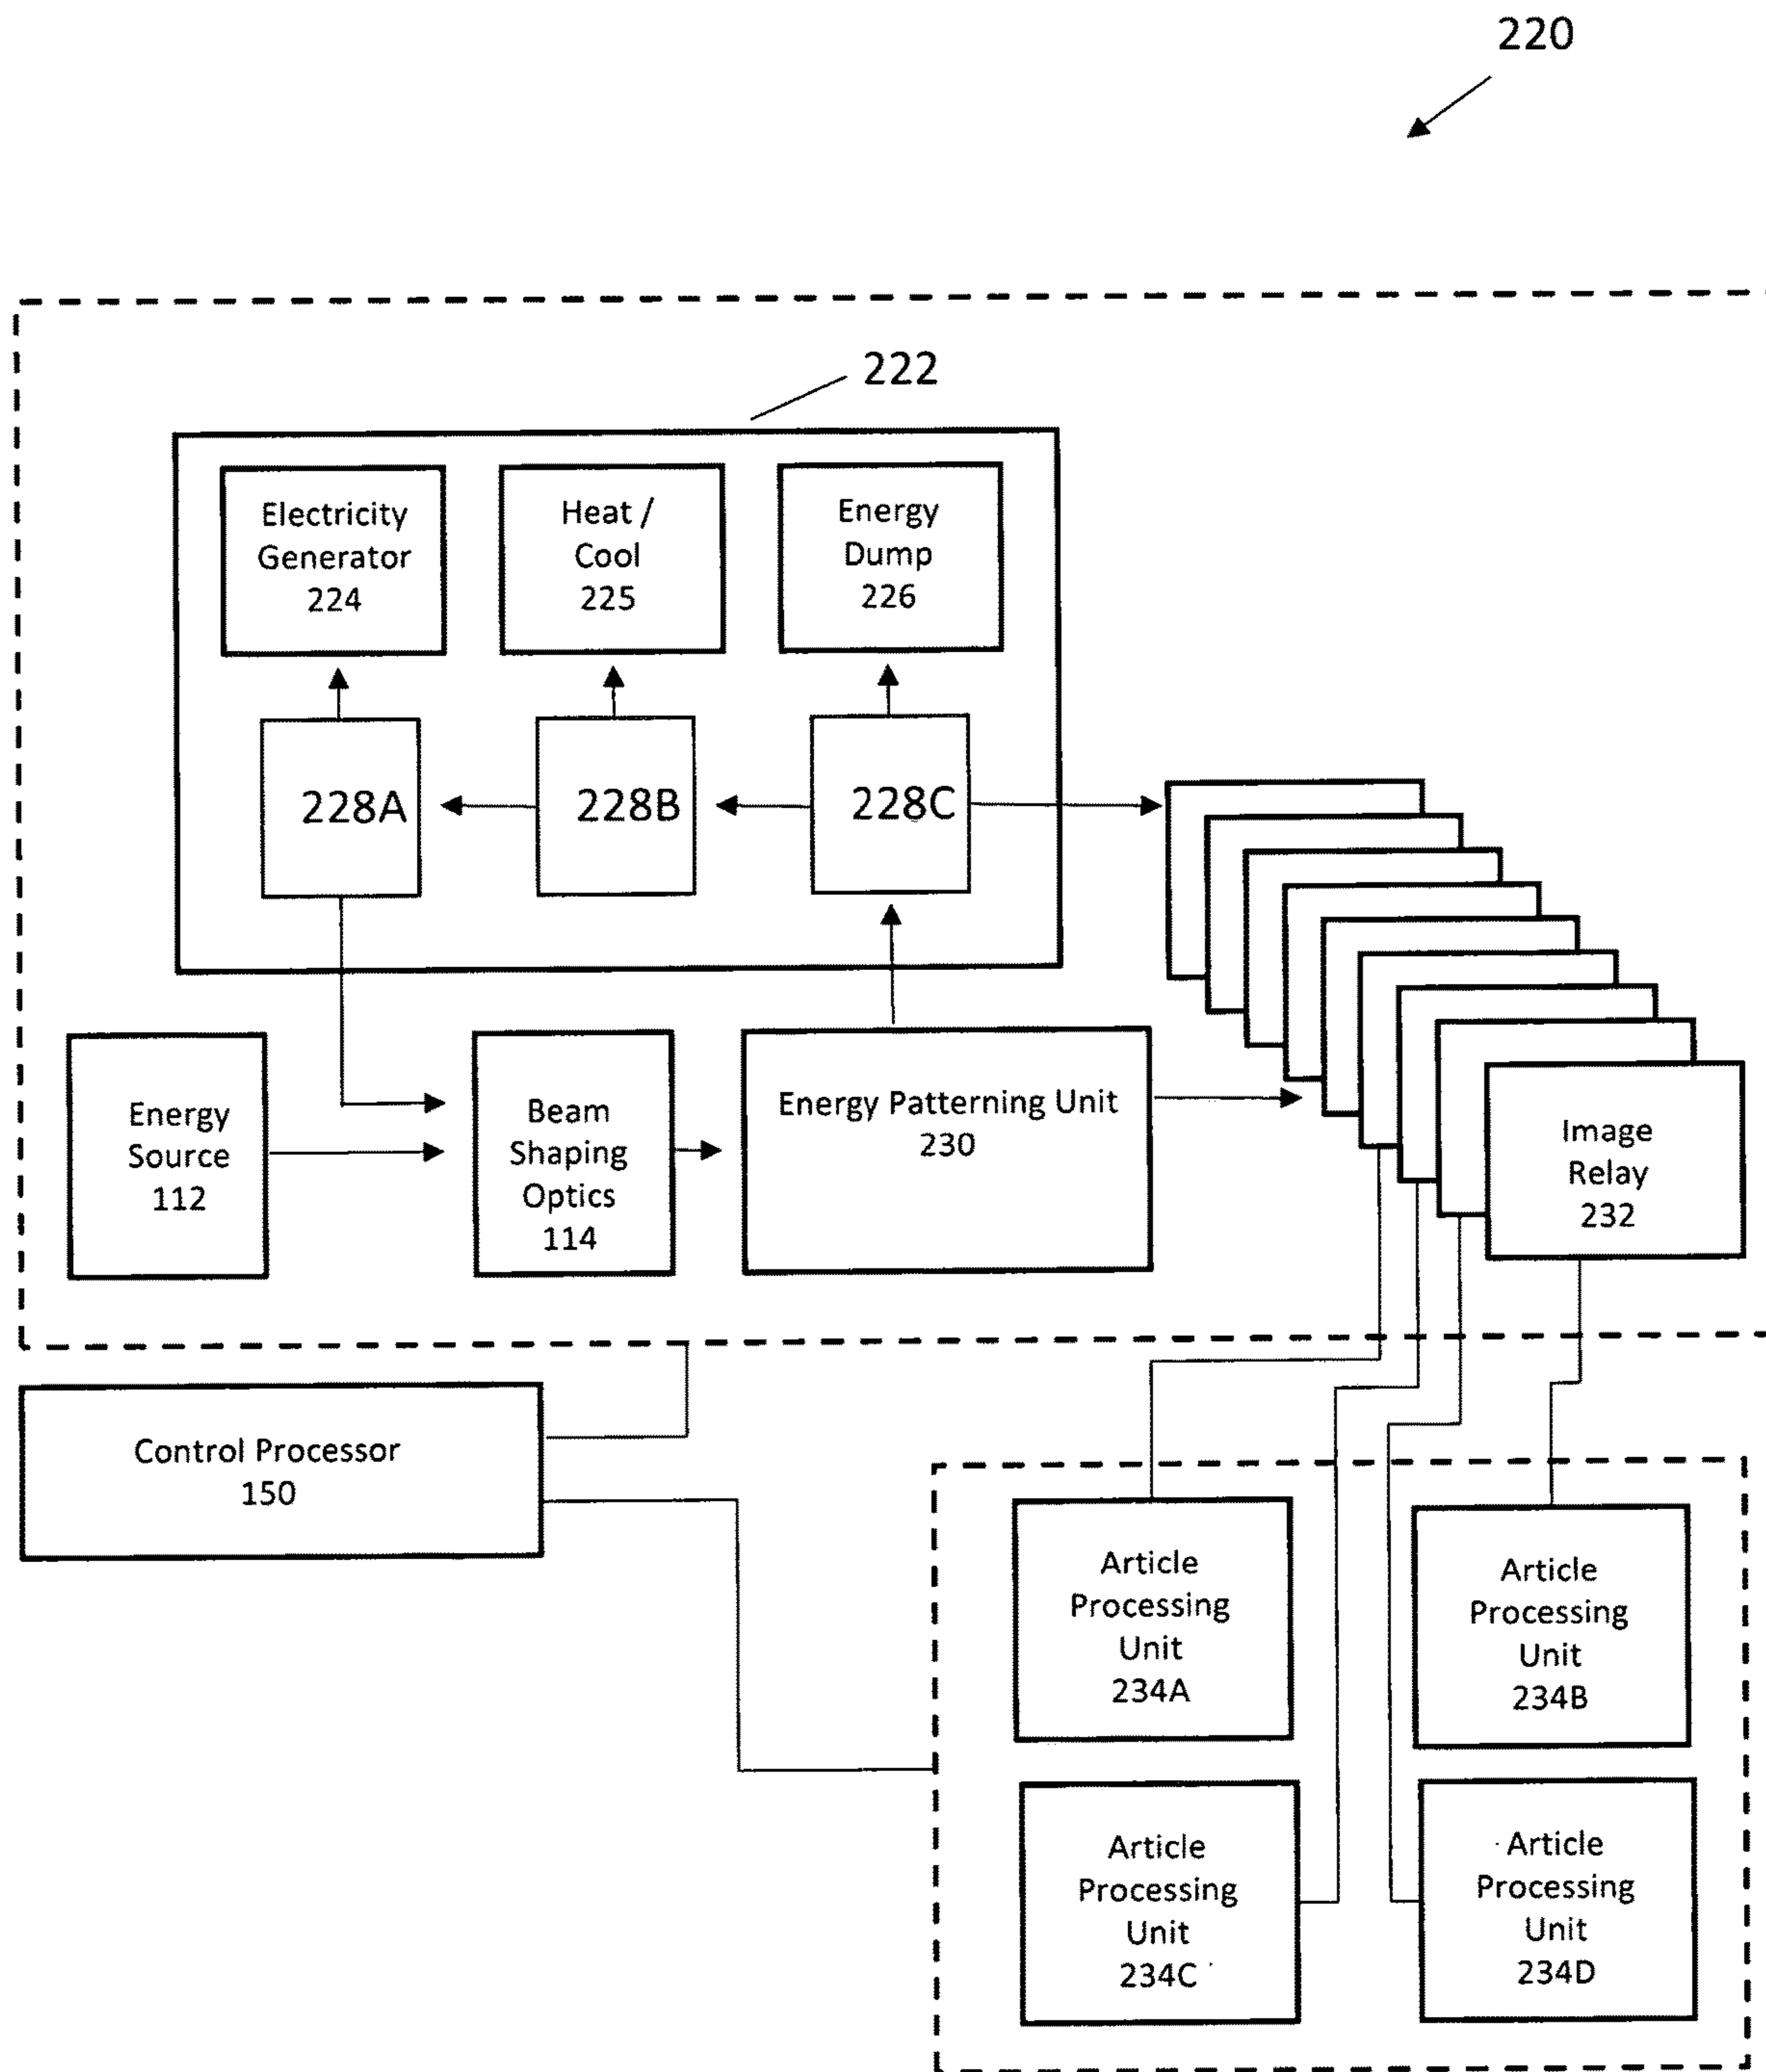 220
222
Electricity
Generator
224
Heat /
Cool
225
Energy
Dump
226
228A
228B
228C
Energy
Source
112
Beam
Shaping
Optics
114
Energy Patterning Unit
230
Image
Relay
232
Control Processor
150
Article
Processing
Unit
234A
Article
Processing
Unit
234B
Article
Processing
Unit
234C
Article
Processing
Unit
234D